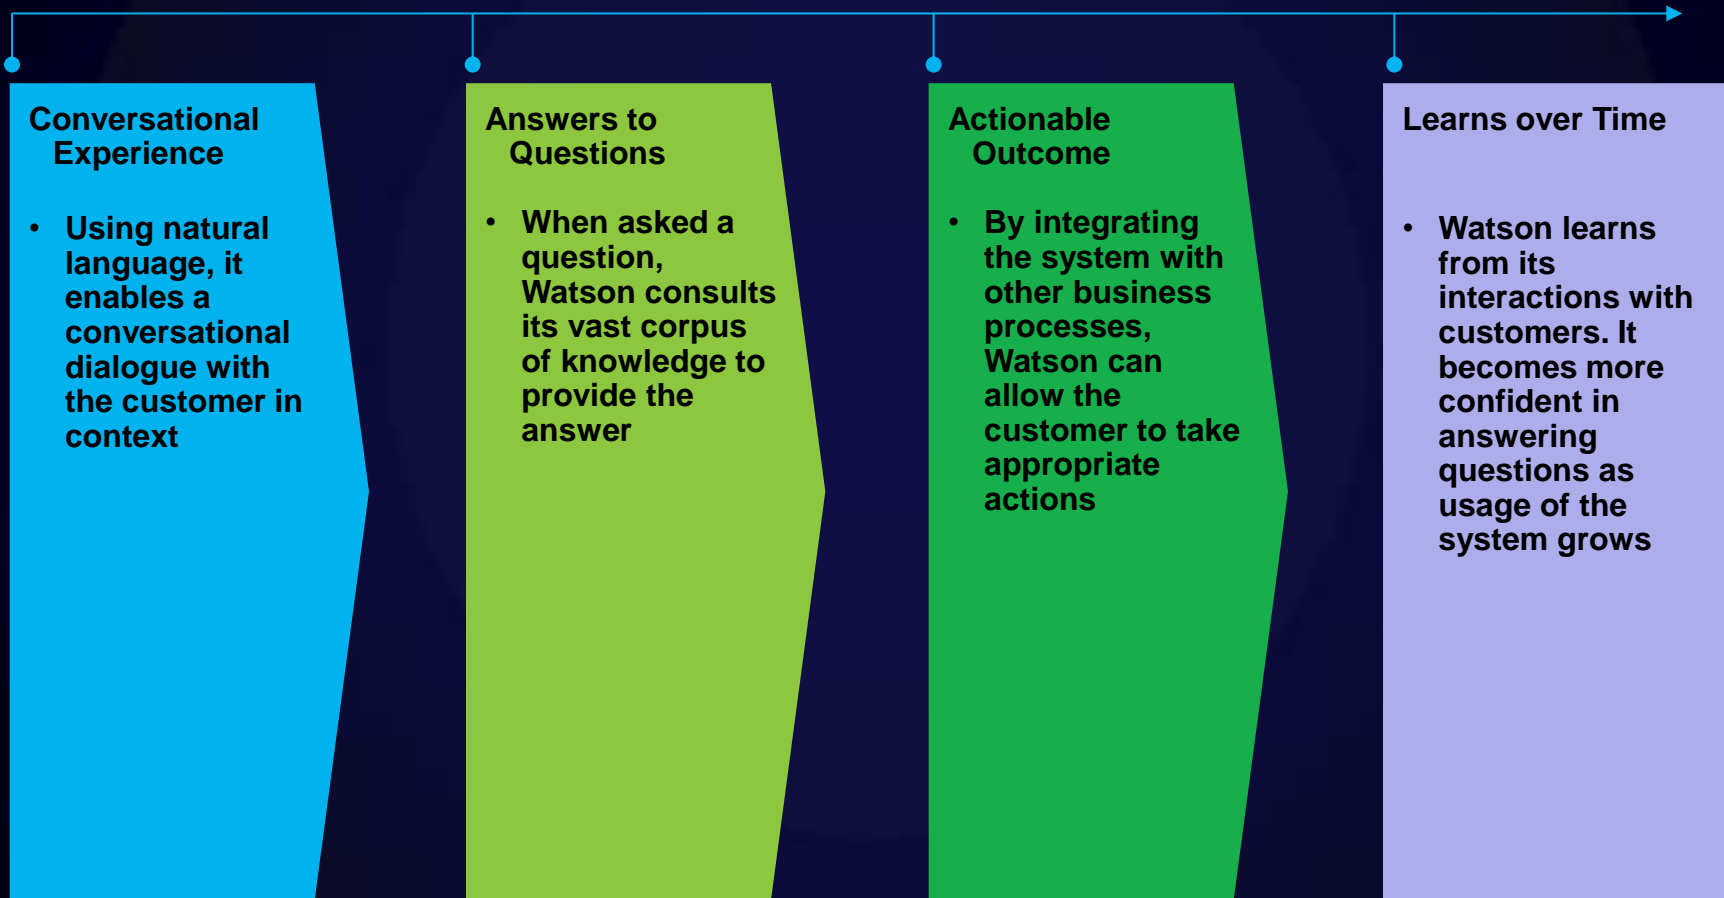 Conversational
Experience
• Using natural
language, it
enables a
conversational
dialogue with
the customer in
context
Answers to
Questions
• When asked a
question,
Watson consults
its vast corpus
of knowledge to
provide the
answer
Actionable
Outcome
• By integrating
the system with
other business
processes,
Watson can
allow the
customer to take
appropriate
actions
Learns over Time
• Watson learns
from its
interactions with
customers. It
becomes more
confident in
answering
questions as
usage of the
system grows